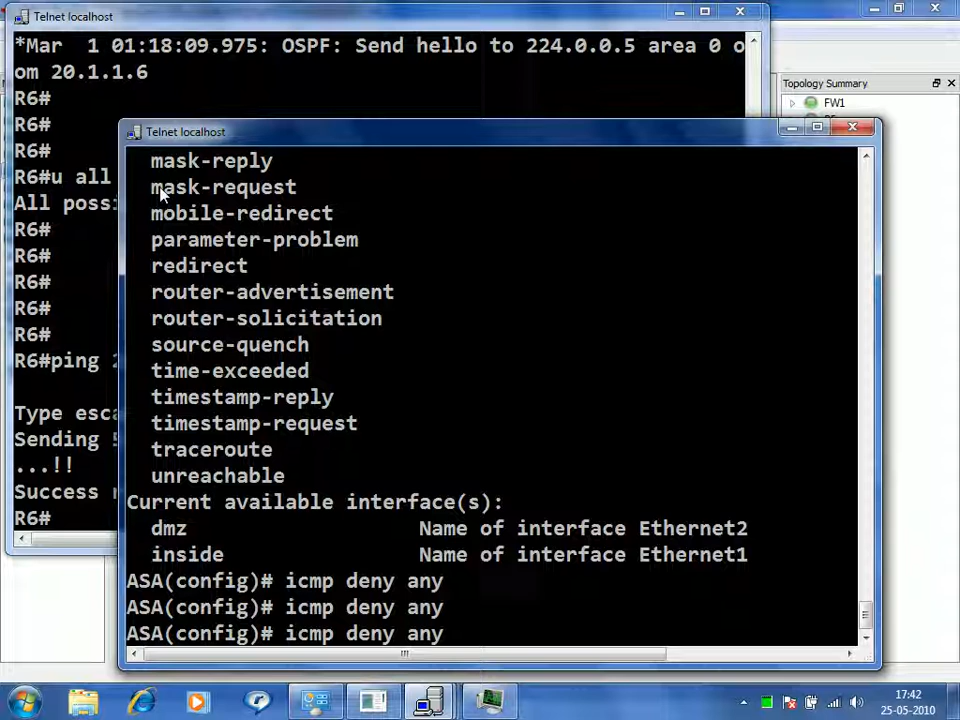 Telnet localhost
*Mar  1 01:18:09.975: OSPF: Send hello to 224.0.0.5 area 0 o
om 20.1.1.6
R6#
R6#
R6#
R6#u all
All possi
R6#
R6#
R6#
R6#
R6#
R6#ping 2
Type esca
Sending 5
...!!
Success r
R6#
Topology Summary
FW1
Telnet localhost
mask-reply
mask-request
mobile-redirect
parameter-problem
redirect
router-advertisement
router-solicitation
source-quench
time-exceeded
timestamp-reply
timestamp-request
traceroute
unreachable
Current available interface(s):
dmz                   Name of interface Ethernet2
inside                Name of interface Ethernet1
ASA(config)# icmp deny any
ASA(config)# icmp deny any
ASA(config)# icmp deny any
17:42
25-05-2010